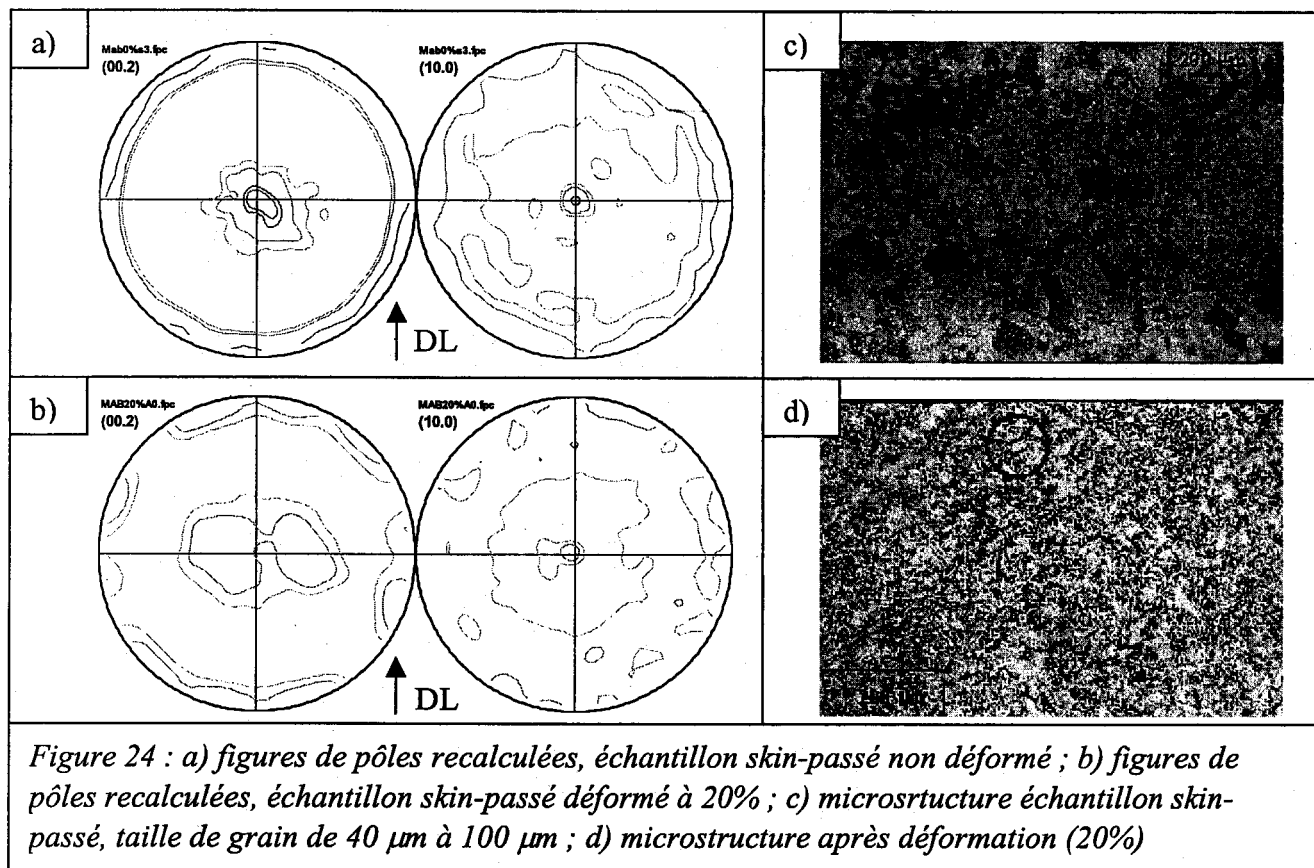 a)
Mab0%s3.fpc
(00.2)
Mab0%s3.fpc
(10.0)
DL
c)
b)
MAB20%A0.fpc
(00.2)
MAB20%A0.fpc
(10.0)
DL
d)
Figure 24 : a) figures de pôles recalculées, échantillon skin-passé non déformé ; b) figures de
pôles recalculées, échantillon skin-passé déformé à 20% ; c) microsrtucture échantillon skin-
passé, taille de grain de 40 µm à 100 µm ; d) microstructure après déformation (20%)